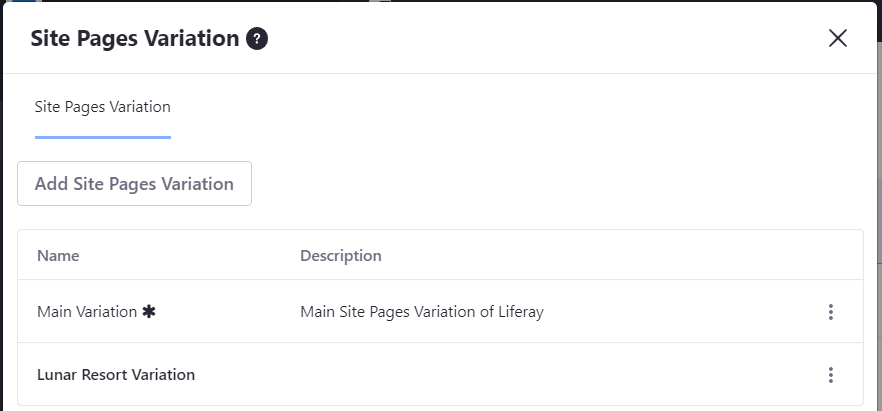 Site Pages Variation ?
Site Pages Variation
Add Site Pages Variation
Name Description
Main Variation ✱ Main Site Pages Variation of Liferay
Lunar Resort Variation